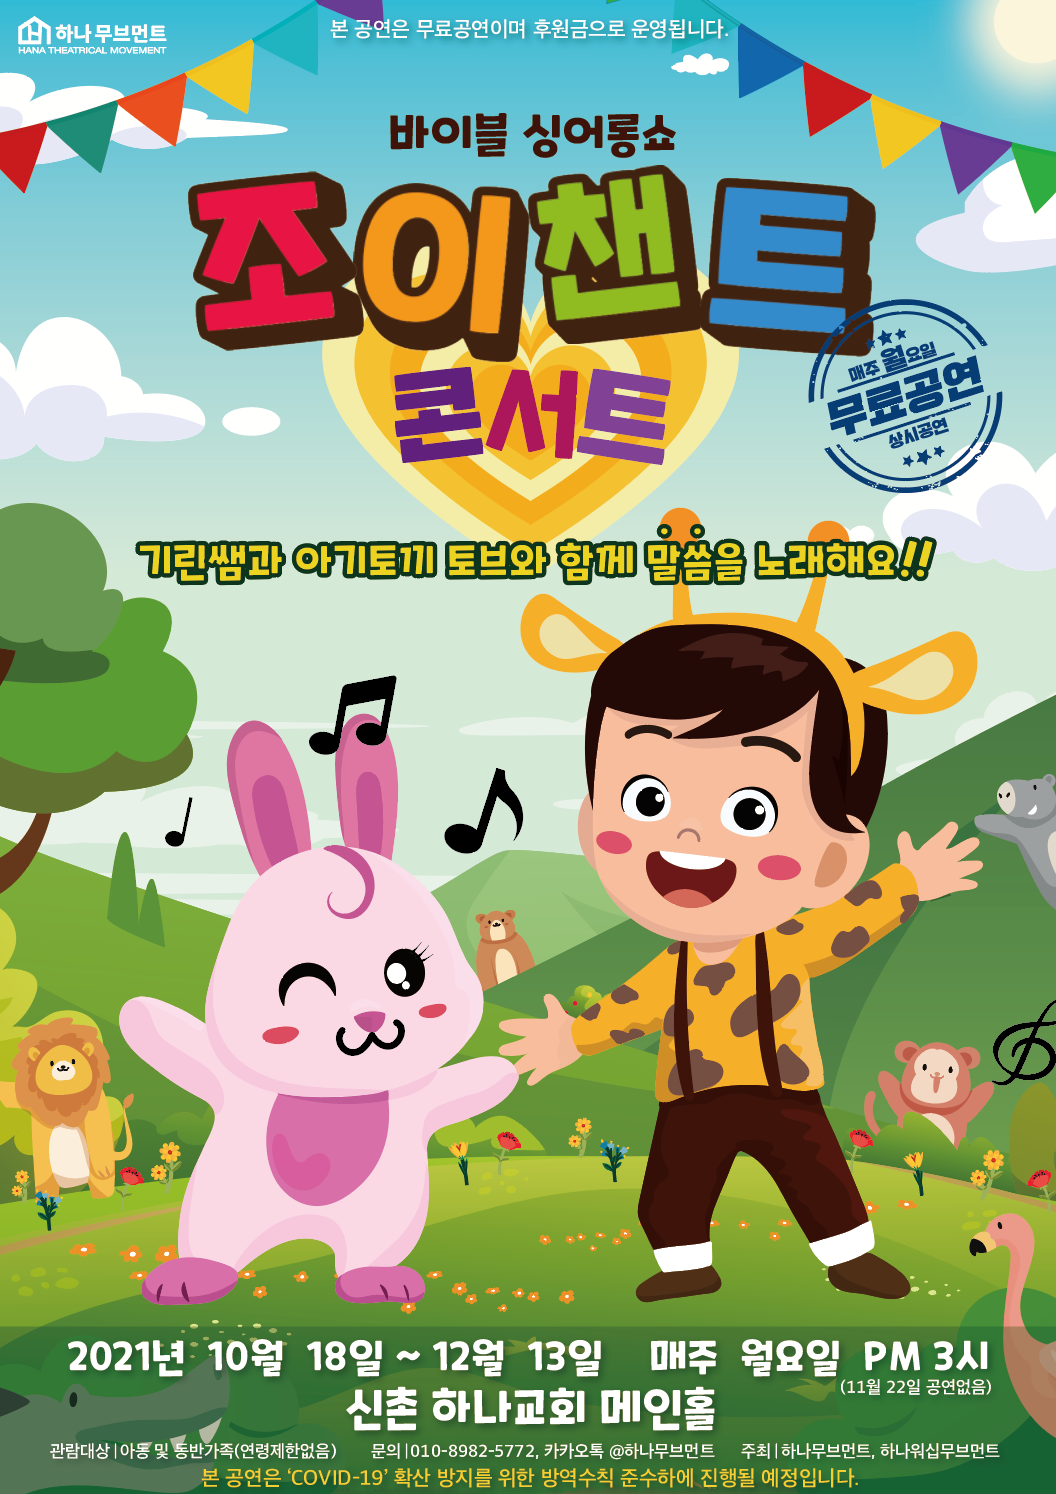 하나 무브먼트
HANA THEATRICAL MOVEMENT
본 공연은 무료공연이며 후원금으로 운영됩니다.
바이블 싱어롱쇼
조이챈트
콘서트
매주 월요일
무료공연
상시공연
기린쌤과 아기토끼 토브와 함께 말씀을 노래해요!!
2021년 10월 18일 ~ 12월 13일 매주 월요일 PM 3시
(11월 22일 공연없음)
신촌 하나교회 메인홀
관람대상|아동 및 동반가족(연령제한없음) 문의|010-8982-5772, 카카오톡 @하나무브먼트 주최|하나무브먼트, 하나워십무브먼트
본 공연은 ‘COVID-19’ 확산 방지를 위한 방역수칙 준수하에 진행될 예정입니다.